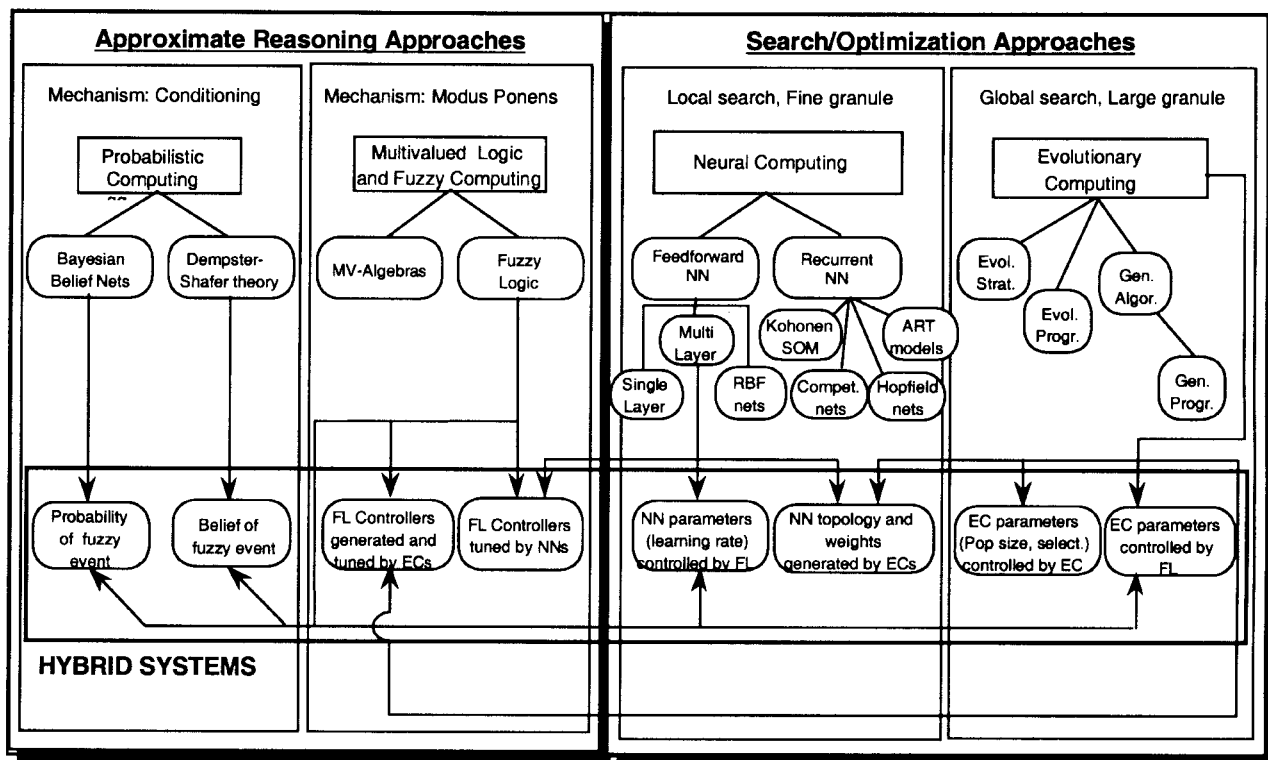 Approximate Reasoning Approaches
Search/Optimization Approaches
Mechanism: Conditioning
Mechanism: Modus Ponens
Local search, Fine granule
Global search, Large granule
Probabilistic
Computing
Multivalued Logic
and Fuzzy Computing
Neural Computing
Evolutionary
Computing
Bayesian
Belief Nets
Dempster-
Shafer theory
MV-Algebras
Fuzzy
Logic
Feedforward
NN
Recurrent
NN
Evol.
Strat.
Evol.
Progr.
Gen.
Algor.
Gen.
Progr.
Single
Layer
Multi
Layer
RBF
nets
Kohonen
SOM
Compet.
nets
Hopfield
nets
ART
models
Probability
of fuzzy
event
Belief of
fuzzy event
FL Controllers
generated and
tuned by ECs
FL Controllers
tuned by NNs
NN parameters
(learning rate)
controlled by FL
NN topology and
weights
generated by ECs
EC parameters
(Pop size, select.)
controlled by EC
EC parameters
controlled by
FL
HYBRID SYSTEMS